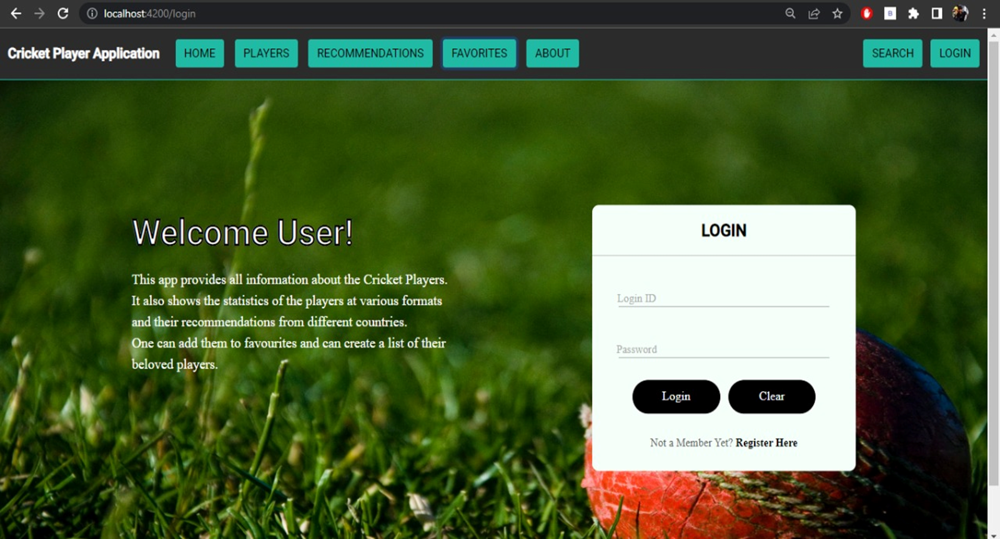 localhost:4200/login
B
Cricket Player Application HOME PLAYERS RECOMMENDATIONS FAVORITES ABOUT SEARCH LOGIN
Welcome User!
This app provides all information about the Cricket Players.
It also shows the statistics of the players at various formats
and their recommendations from different countries.
One can add them to favourites and can create a list of their
beloved players.
LOGIN
Login ID
Password
Login Clear
Not a Member Yet? Register Here